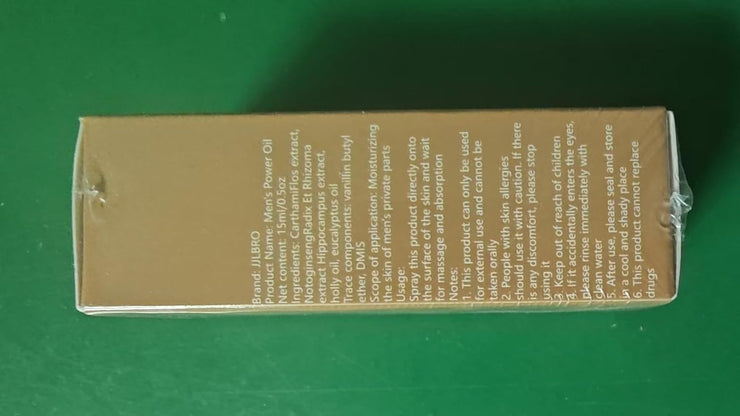 Brand: JILBRO
Product Name: Men's Power Oil
Net content: 15ml/0.5oz
Ingredients: CarthamiFlos extract,
NotoginsengRadix Et Rhizoma
extract Hippocampus extract,
holly oil, eucalyptus oil
Trace components: vanillin butyl
ether, DMIS
Scope of application: Moisturizing
the skin of men's private parts
Usage:
Spray this product directly onto
the surface of the skin and wait
for massage and absorption
Notes:
1. This product can only be used
for external use and cannot be
taken orally
2. People with skin allergies
should use it with caution. If there
is any discomfort, please stop
using it
3. Keep out of reach of children
4. If it accidentally enters the eyes,
please rinse immediately with
clean water
5. After use, please seal and store
in a cool and shady place
6. This product cannot replace
drugs